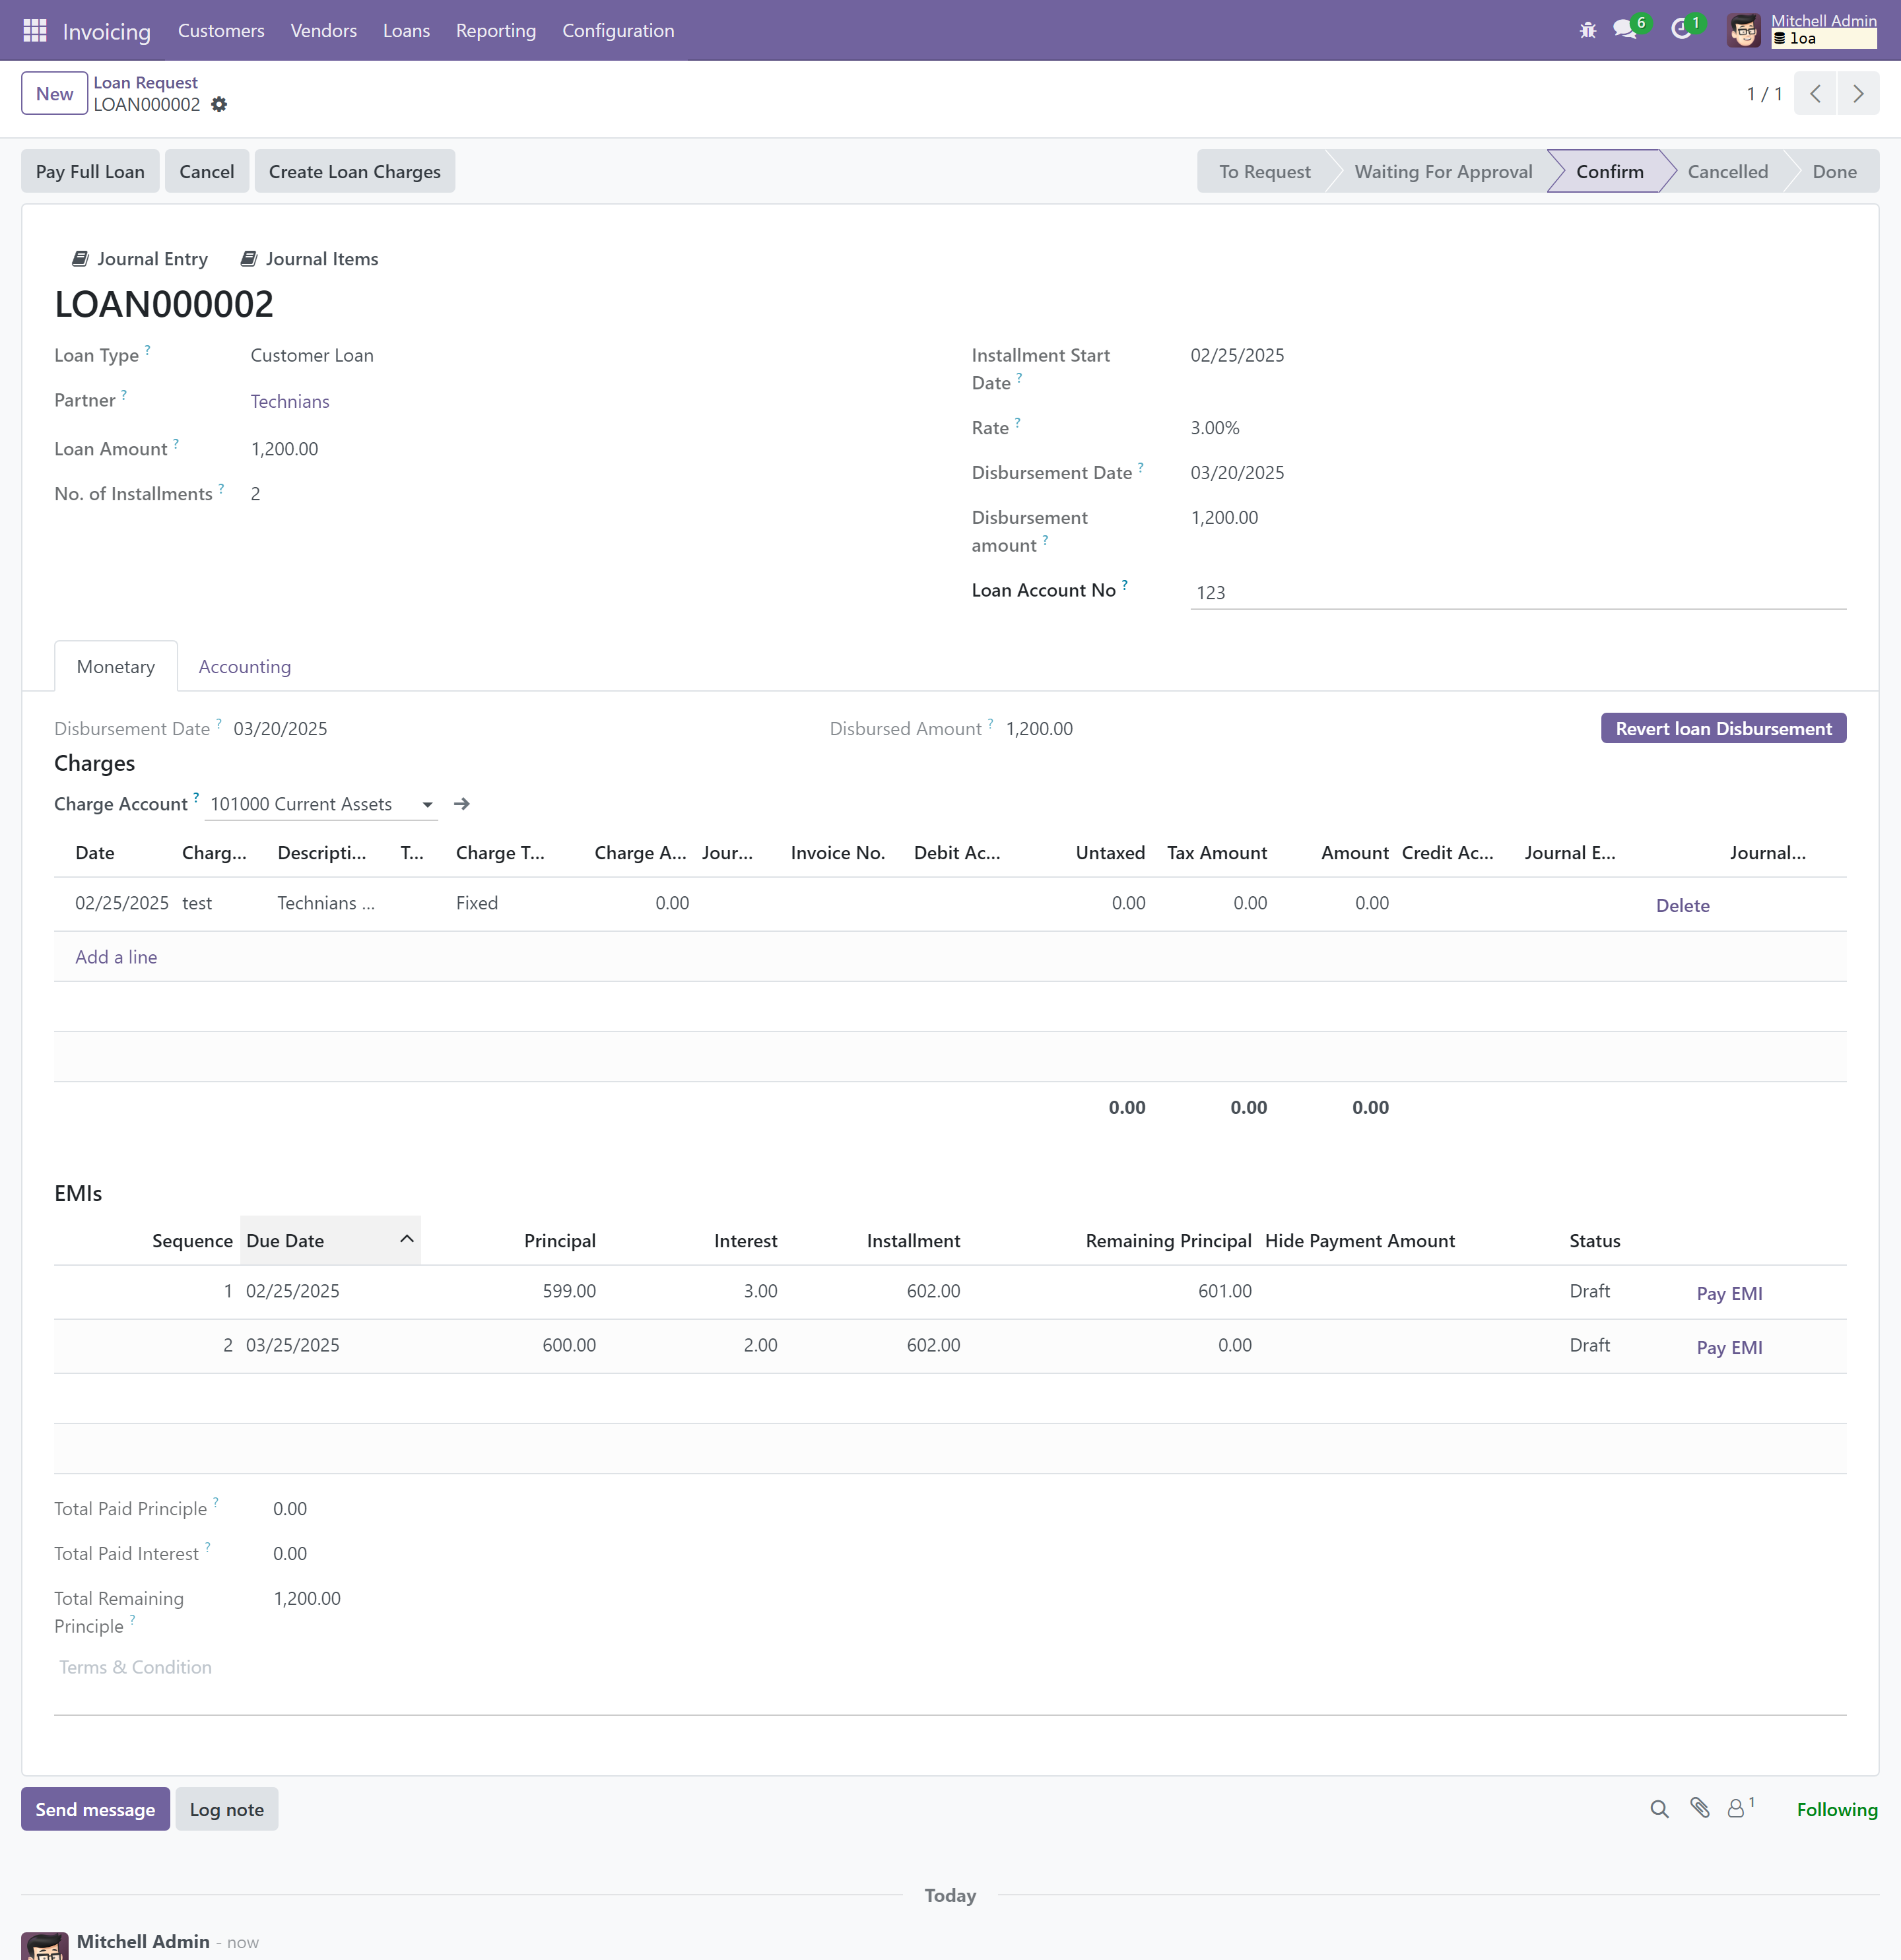 Invoicing Customers Vendors Loans Reporting Configuration 6 1 Mitchell Admin
loa
New Loan Request
LOAN000002
1 / 1
Pay Full Loan Cancel Create Loan Charges To Request Waiting For Approval Confirm Cancelled Done
Journal Entry Journal Items
LOAN000002
Loan Type ? Customer Loan
Partner ? Technians
Loan Amount ? 1,200.00
No. of Installments ? 2
Installment Start Date ? 02/25/2025
Rate ? 3.00%
Disbursement Date ? 03/20/2025
Disbursement amount ? 1,200.00
Loan Account No ? 123
Monetary Accounting
Disbursement Date ? 03/20/2025 Disbursed Amount ? 1,200.00 Revert loan Disbursement
Charges
Charge Account ? 101000 Current Assets
Date Charg... Descripti... T... Charge T... Charge A... Jour... Invoice No. Debit Ac... Untaxed Tax Amount Amount Credit Ac... Journal E... Journal...
02/25/2025 test Technians ... Fixed 0.00 0.00 0.00 0.00 Delete
Add a line
0.00 0.00 0.00
EMIs
Sequence Due Date Principal Interest Installment Remaining Principal Hide Payment Amount Status
1 02/25/2025 599.00 3.00 602.00 601.00 Draft Pay EMI
2 03/25/2025 600.00 2.00 602.00 0.00 Draft Pay EMI
Total Paid Principle ? 0.00
Total Paid Interest ? 0.00
Total Remaining Principle ? 1,200.00
Terms & Condition
Send message Log note 1 Following
Today
Mitchell Admin - now